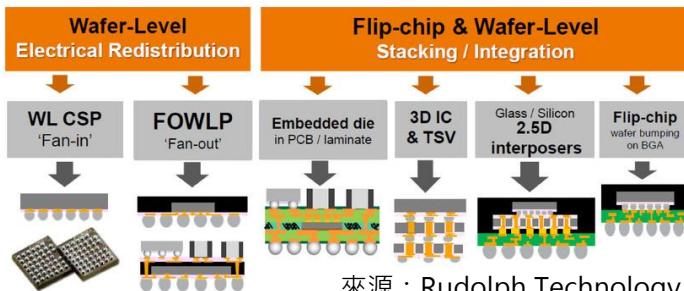 Wafer-Level
Electrical Redistribution
Flip-chip & Wafer-Level
Stacking / Integration
WL CSP
'Fan-in'
FOWLP
'Fan-out'
Embedded die
in PCB / laminate
3D IC
& TSV
Glass / Silicon
2.5D
interposers
Flip-chip
wafer bumping
on BGA
來源：Rudolph Technology